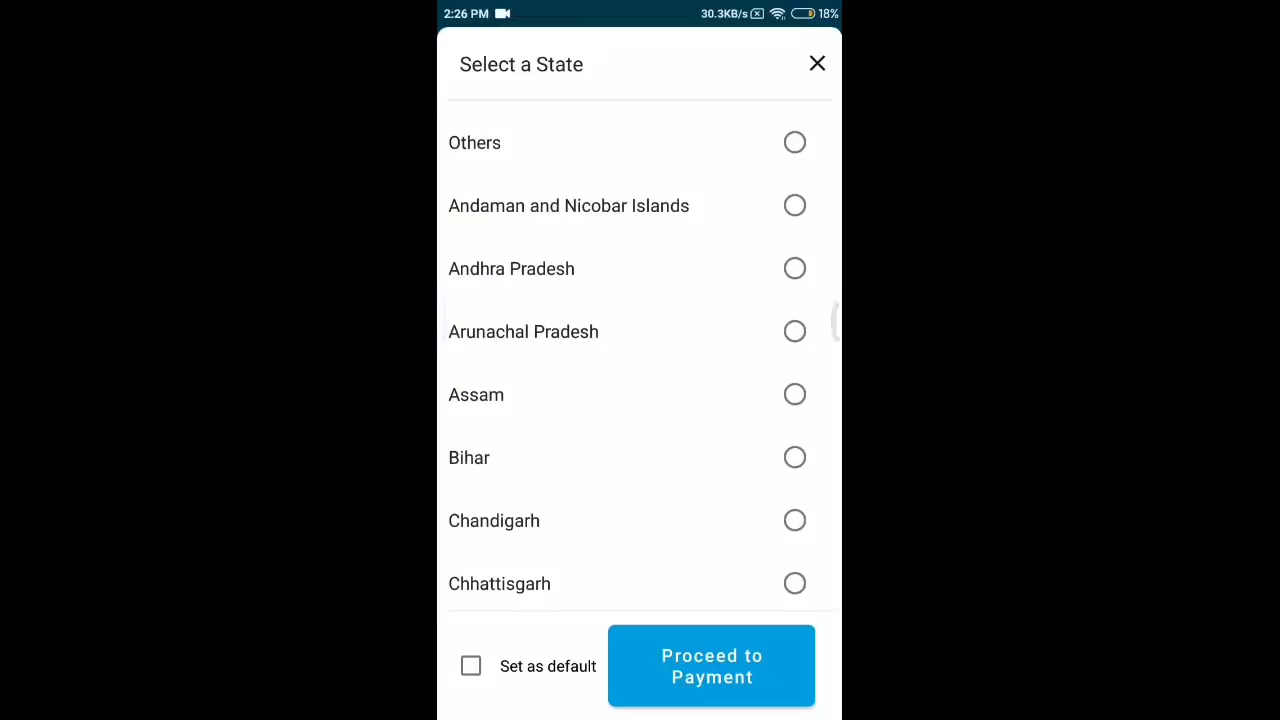 2:26 PM 30.3KB/s 18%
Select a State
Others
Andaman and Nicobar Islands
Andhra Pradesh
Arunachal Pradesh
Assam
Bihar
Chandigarh
Chhattisgarh
Set as default
Proceed to
Payment